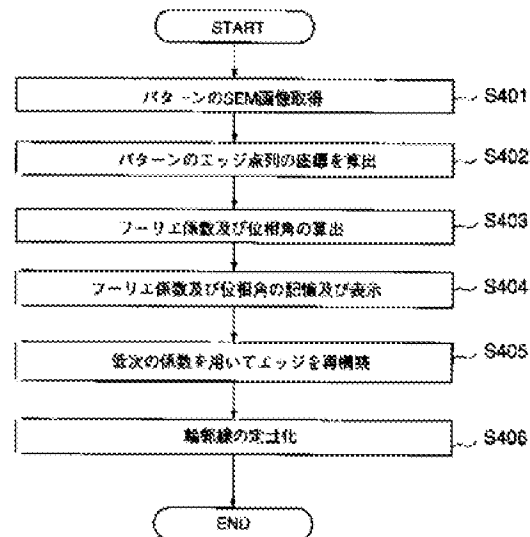 START
パターンのSEM画像取得
S401
パターンのエッジ点列の座標を算出
S402
フーリエ係数及び位相角の算出
S403
フーリエ係数及び位相角の記憶及び表示
S404
低次の係数を用いてエッジを再構築
S405
輪郭線の定量化
S406
END